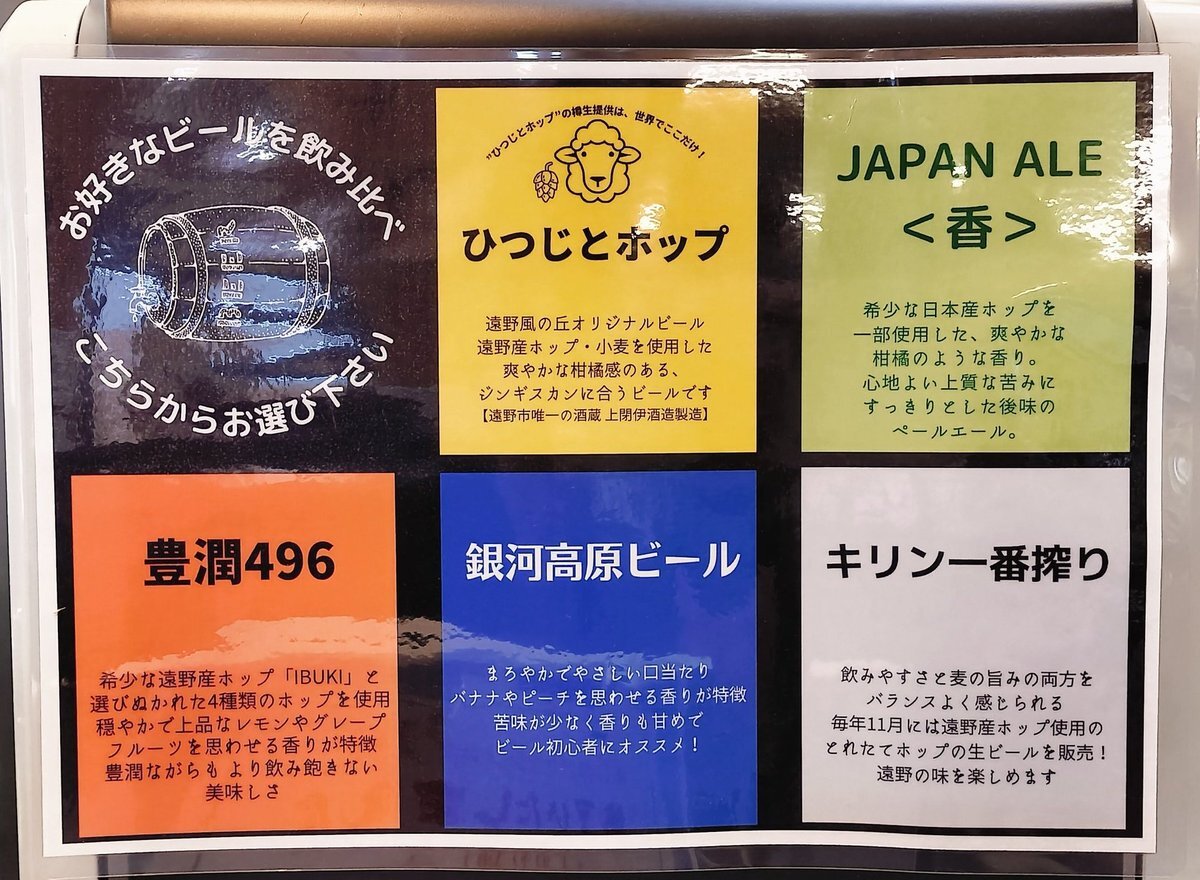 お好きなビールを飲み比べ
こちらからお選び下さい
"ひつじとホップ"の樽生提供は、世界でここだけ!
ひつじとホップ
遠野風の丘オリジナルビール
遠野産ホップ・小麦を使用した
爽やかな柑橘感のある、
ジンギスカンに合うビールです
【遠野市唯一の酒蔵 上閉伊酒造製造】
JAPAN ALE
<香>
希少な日本産ホップを
一部使用した、爽やかな
柑橘のような香り。
心地よい上質な苦みに
すっきりとした後味の
ペールエール。
豊潤496
希少な遠野産ホップ「IBUKI」と
選びぬかれた4種類のホップを使用
穏やかで上品なレモンやグレープ
フルーツを思わせる香りが特徴
豊潤ながらも より飲み飽きない
美味しさ
銀河高原ビール
まろやかでやさしい口当たり
バナナやピーチを思わせる香りが特徴
苦味が少なく香りも甘めで
ビール初心者にオススメ!
キリン一番搾り
飲みやすさと麦の旨みの両方を
バランスよく感じられる
毎年11月には遠野産ホップ使用の
とれたてホップの生ビールを販売!
遠野の味を楽しめます